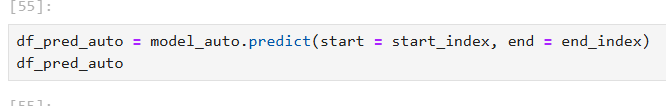 [55]:
df_pred_auto = model_auto.predict(start = start_index, end = end_index)
df_pred_auto
[55]: